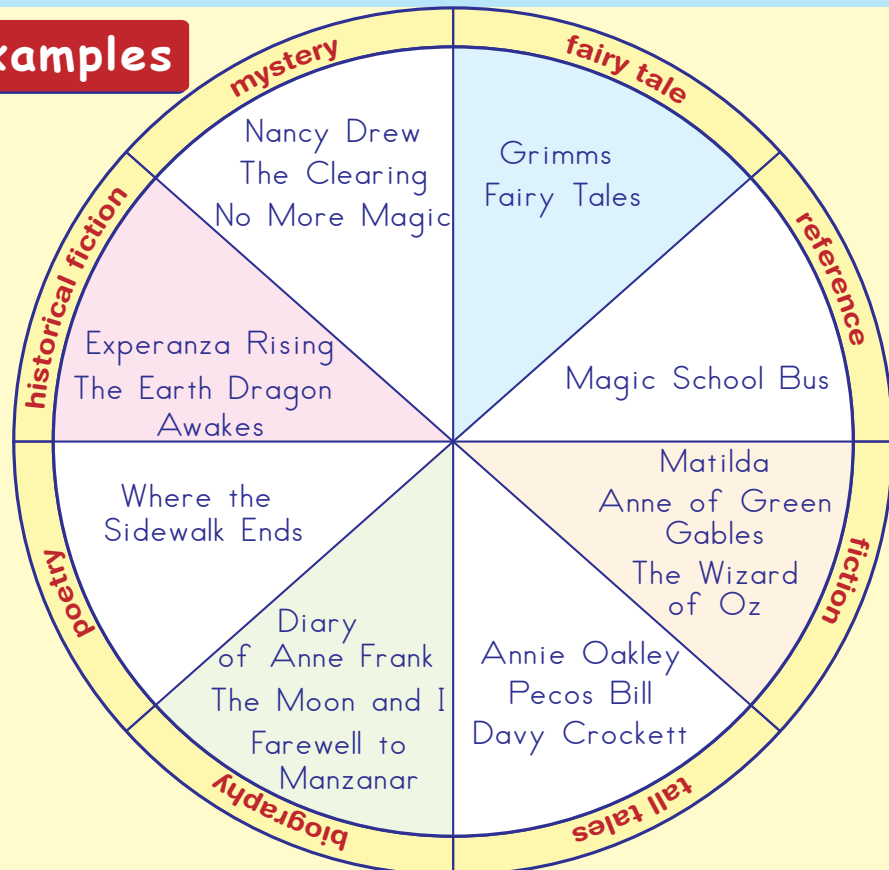 xamples
mystery
Nancy Drew
The Clearing
No More Magic
fairy tale
Grimms
Fairy Tales
reference
Magic School Bus
fiction
Matilda
Anne of Green
Gables
The Wizard
of Oz
tall tales
Annie Oakley
Pecos Bill
Davy Crockett
biography
Diary
of Anne Frank
The Moon and I
Farewell to
Manzanar
poetry
Where the
Sidewalk Ends
historical fiction
Experanza Rising
The Earth Dragon
Awakes